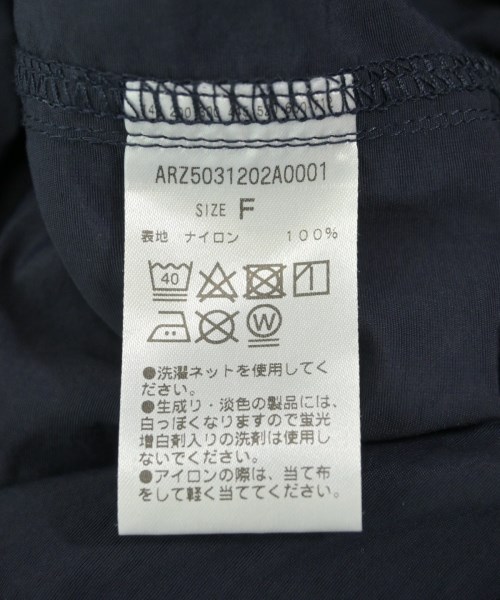 ARZ5031202A0001
SIZE F
表地 ナイロン 100%
40
W
●洗濯ネットを使用してく
ださい。
●生成り・淡色の製品には、
白っぽくなりますので蛍光
増白剤入りの洗剤は使用し
ないでください。
●アイロンの際は、当て布
をして軽く当ててください。